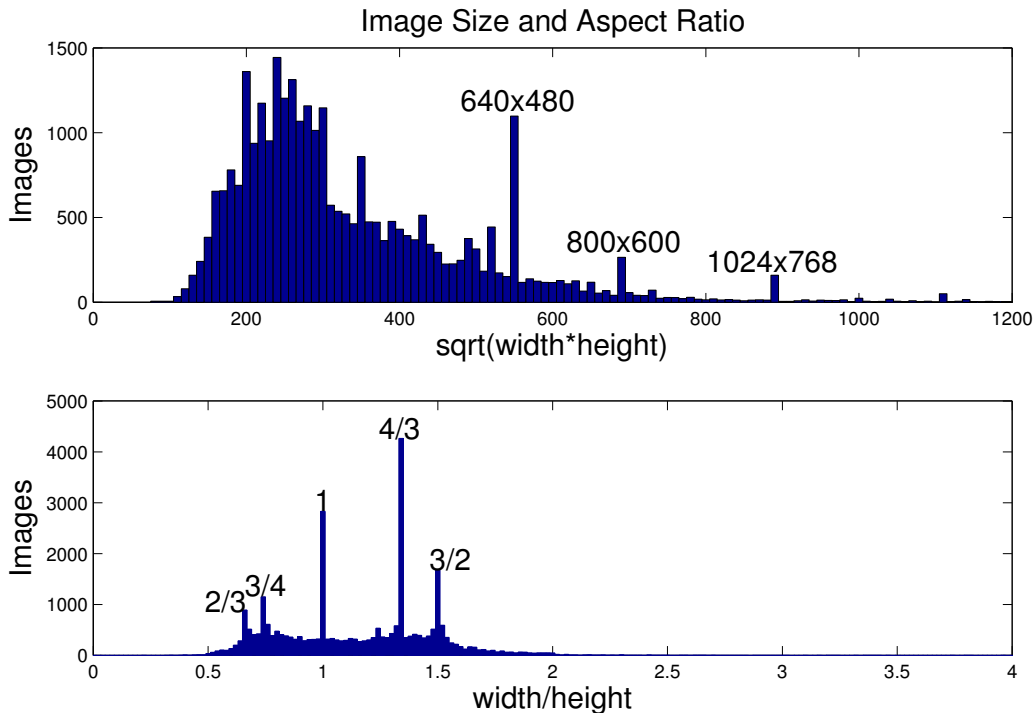 Image Size and Aspect Ratio
1500
1000
500
0
Images
640x480
800x600
1024x768
0 200 400 600 800 1000 1200
sqrt(width*height)
5000
4000
3000
2000
1000
0
Images
4/3
1
3/2
3/4
2/3
0 0.5 1 1.5 2 2.5 3 3.5 4
width/height